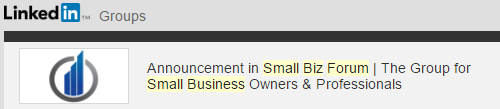 LinkedIn™ Groups
Announcement in Small Biz Forum | The Group for
Small Business Owners & Professionals